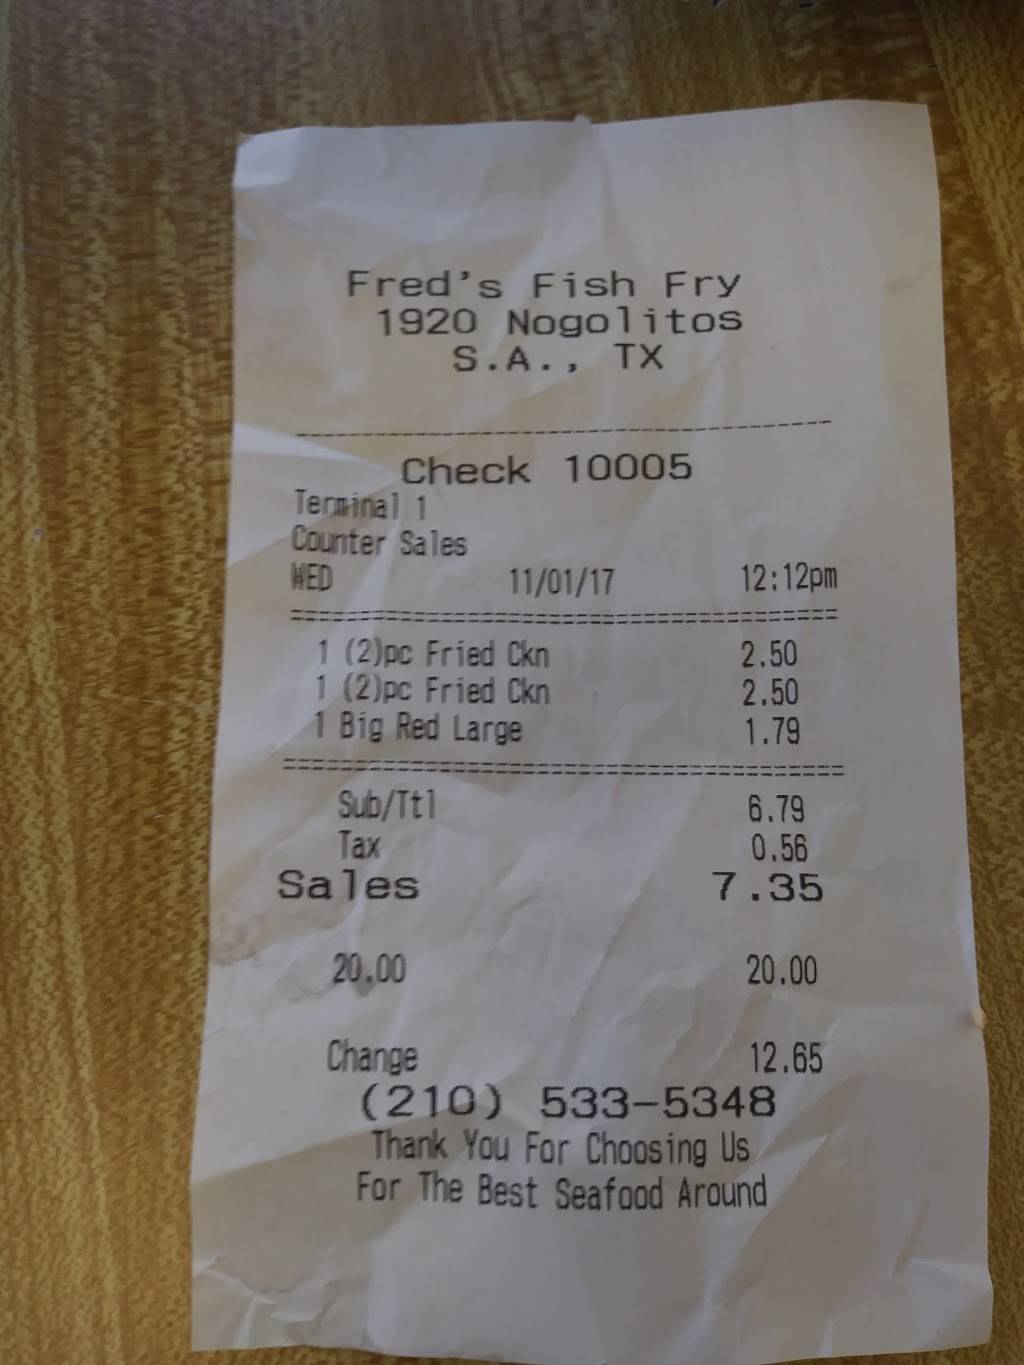 Fred's Fish Fry
1920 Nogolitos
S.A., TX
Check 10005
Terminal 1
Counter Sales
WED 11/01/17 12:12pm
1 (2)pc Fried Ckn 2.50
1 (2)pc Fried Ckn 2.50
1 Big Red Large 1.79
Sub/Ttl 6.79
Tax 0.56
Sales 7.35
20.00 20.00
Change 12.65
(210) 533-5348
Thank You For Choosing Us
For The Best Seafood Around